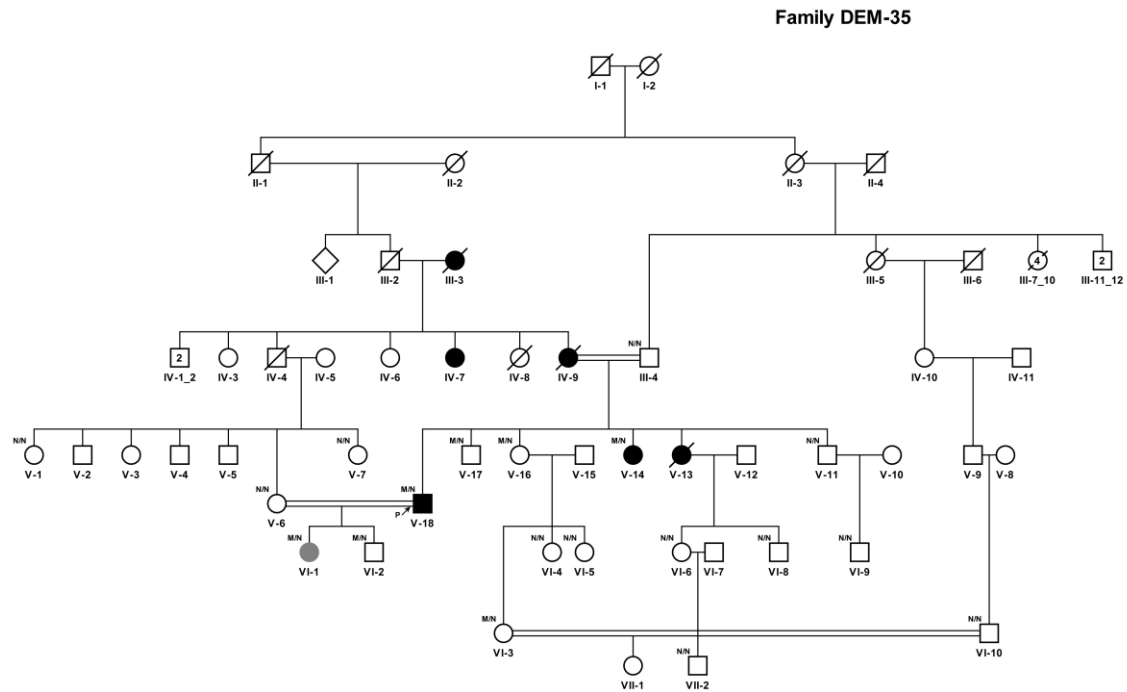 Family DEM-35
I-1 I-2
II-1 II-2 II-3 II-4
4 2
III-1 III-2 III-3 III-5 III-6 III-7_10 III-11_12
N/N
2
IV-1_2 IV-3 IV-4 IV-5 IV-6 IV-7 IV-8 IV-9 III-4 IV-10 IV-11
N/N N/N M/N M/N M/N N/N
V-1 V-2 V-3 V-4 V-5 V-7 V-17 V-16 V-15 V-14 V-13 V-12 V-11 V-10 V-9 V-8
N/N M/N
P
V-6 V-18
M/N M/N N/N N/N N/N N/N N/N
VI-1 VI-2 VI-4 VI-5 VI-6 VI-7 VI-8 VI-9
M/N N/N
VI-3 VI-10
N/N
VII-1 VII-2